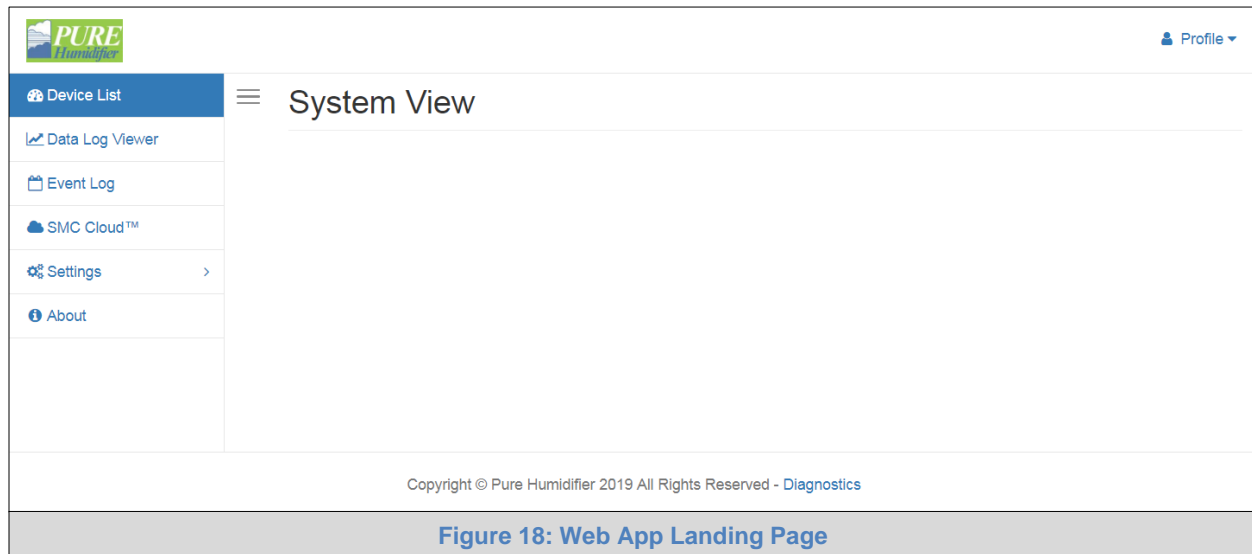 PURE
Humidifier
Profile
Device List
System View
Data Log Viewer
Event Log
SMC Cloud™
Settings
About
Copyright © Pure Humidifier 2019 All Rights Reserved - Diagnostics
Figure 18: Web App Landing Page